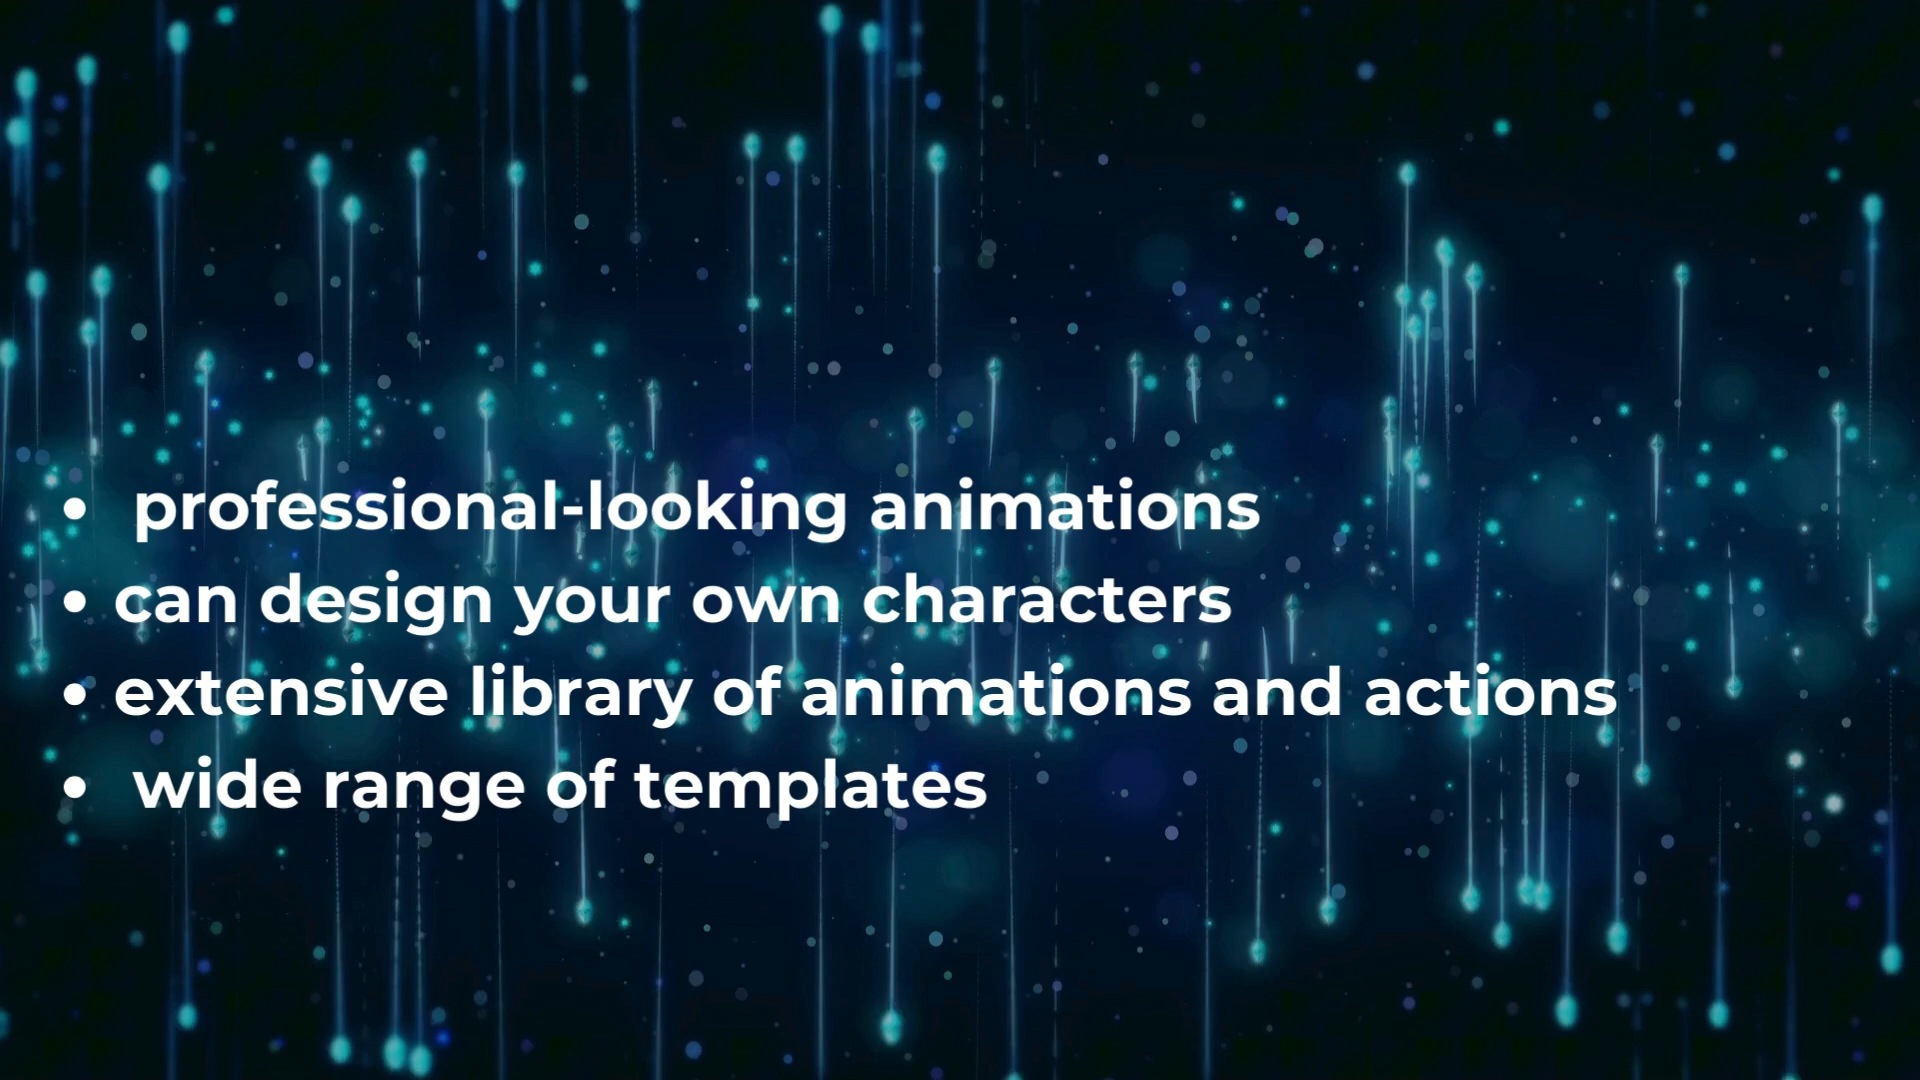 • professional-looking animations
• can design your own characters
• extensive library of animations and actions
• wide range of templates